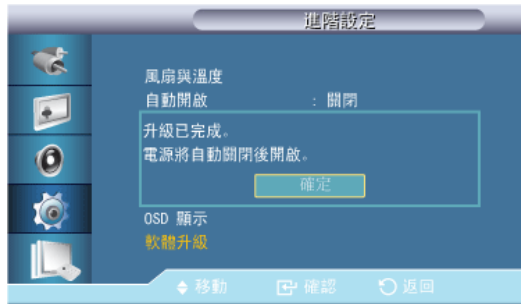 進階設定
風扇與溫度
自動開啟 : 關閉
升級已完成。
電源將自動關閉後開啟。
確定
OSD 顯示
軟體升級
移動 確認 返回